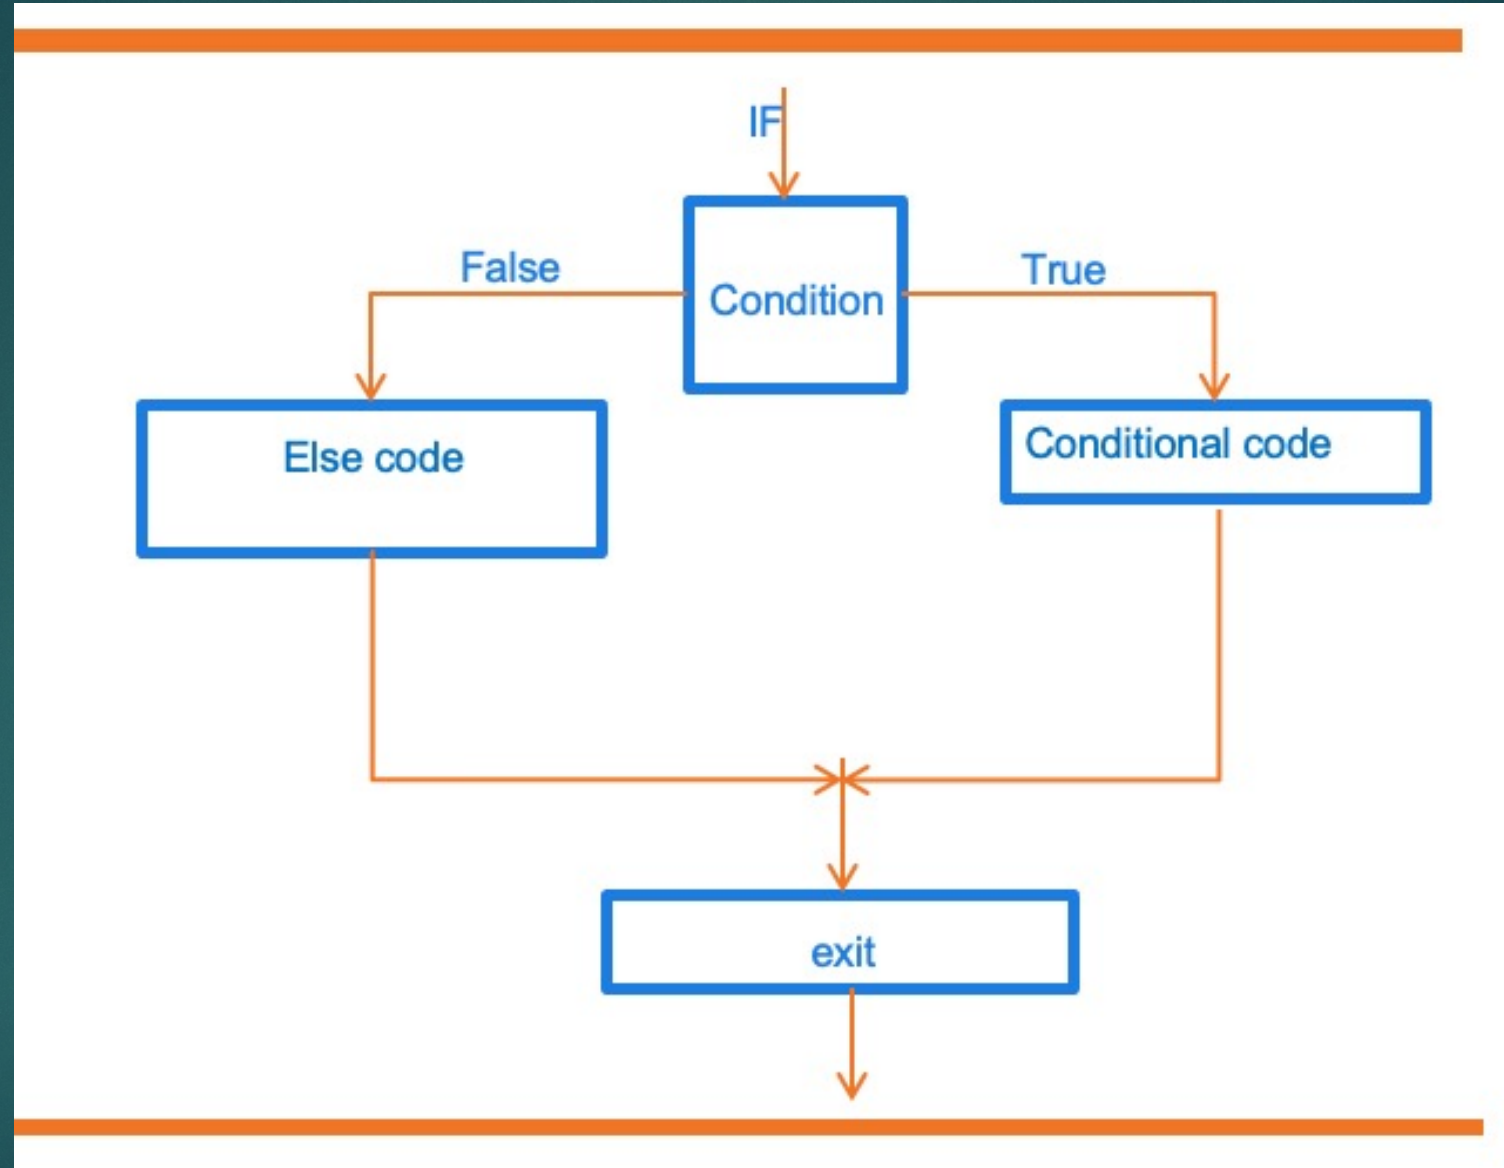 IF
False
True
Condition
Else code
Conditional code
exit